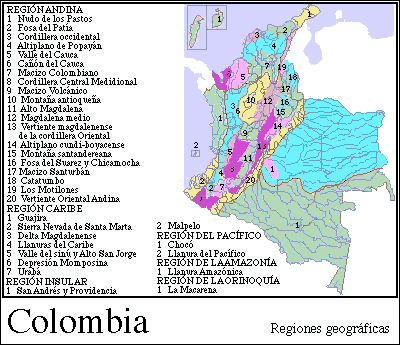 REGIÓN ANDINA
1 Nudo de los Pastos
2 Fosa del Patía
3 Cordillera occidental
4 Altiplano de Popayán
5 Valle del Cauca
6 Cañón del Cauca
7 Macizo Colombiano
8 Cordillera Central Medidional
9 Macizo Volcánico
10 Montaña antioqueña
11 Alto Magdalena
12 Magdalena medio
13 Vertiente magdalenense
de la cordillera Oriental
14 Altiplano cundi-boyacense
15 Montaña santandereana
16 Fosa del Suarez y Chicamocha
17 Macizo Santurbán
18 Catatumbo
19 Los Motilones
20 Vertiente Oriental Andina
REGIÓN CARIBE
1 Guajira
2 Sierra Nevada de Santa Marta
3 Delta Magdalenense
4 Llanuras del Caribe
5 Valle del sinú y Alto San Jorge
6 Depresión Momposina
7 Urabá
REGIÓN INSULAR
1 San Andrés y Providencia
2 Malpelo
REGIÓN DEL PACÍFICO
1 Chocó
2 Llanura del Pacífico
REGIÓN DE LA AMAZONÍA
1 Llanura Amazónica
REGIÓN DE LA ORINOQUÍA
1 La Macarena
Colombia
Regiones geográficas